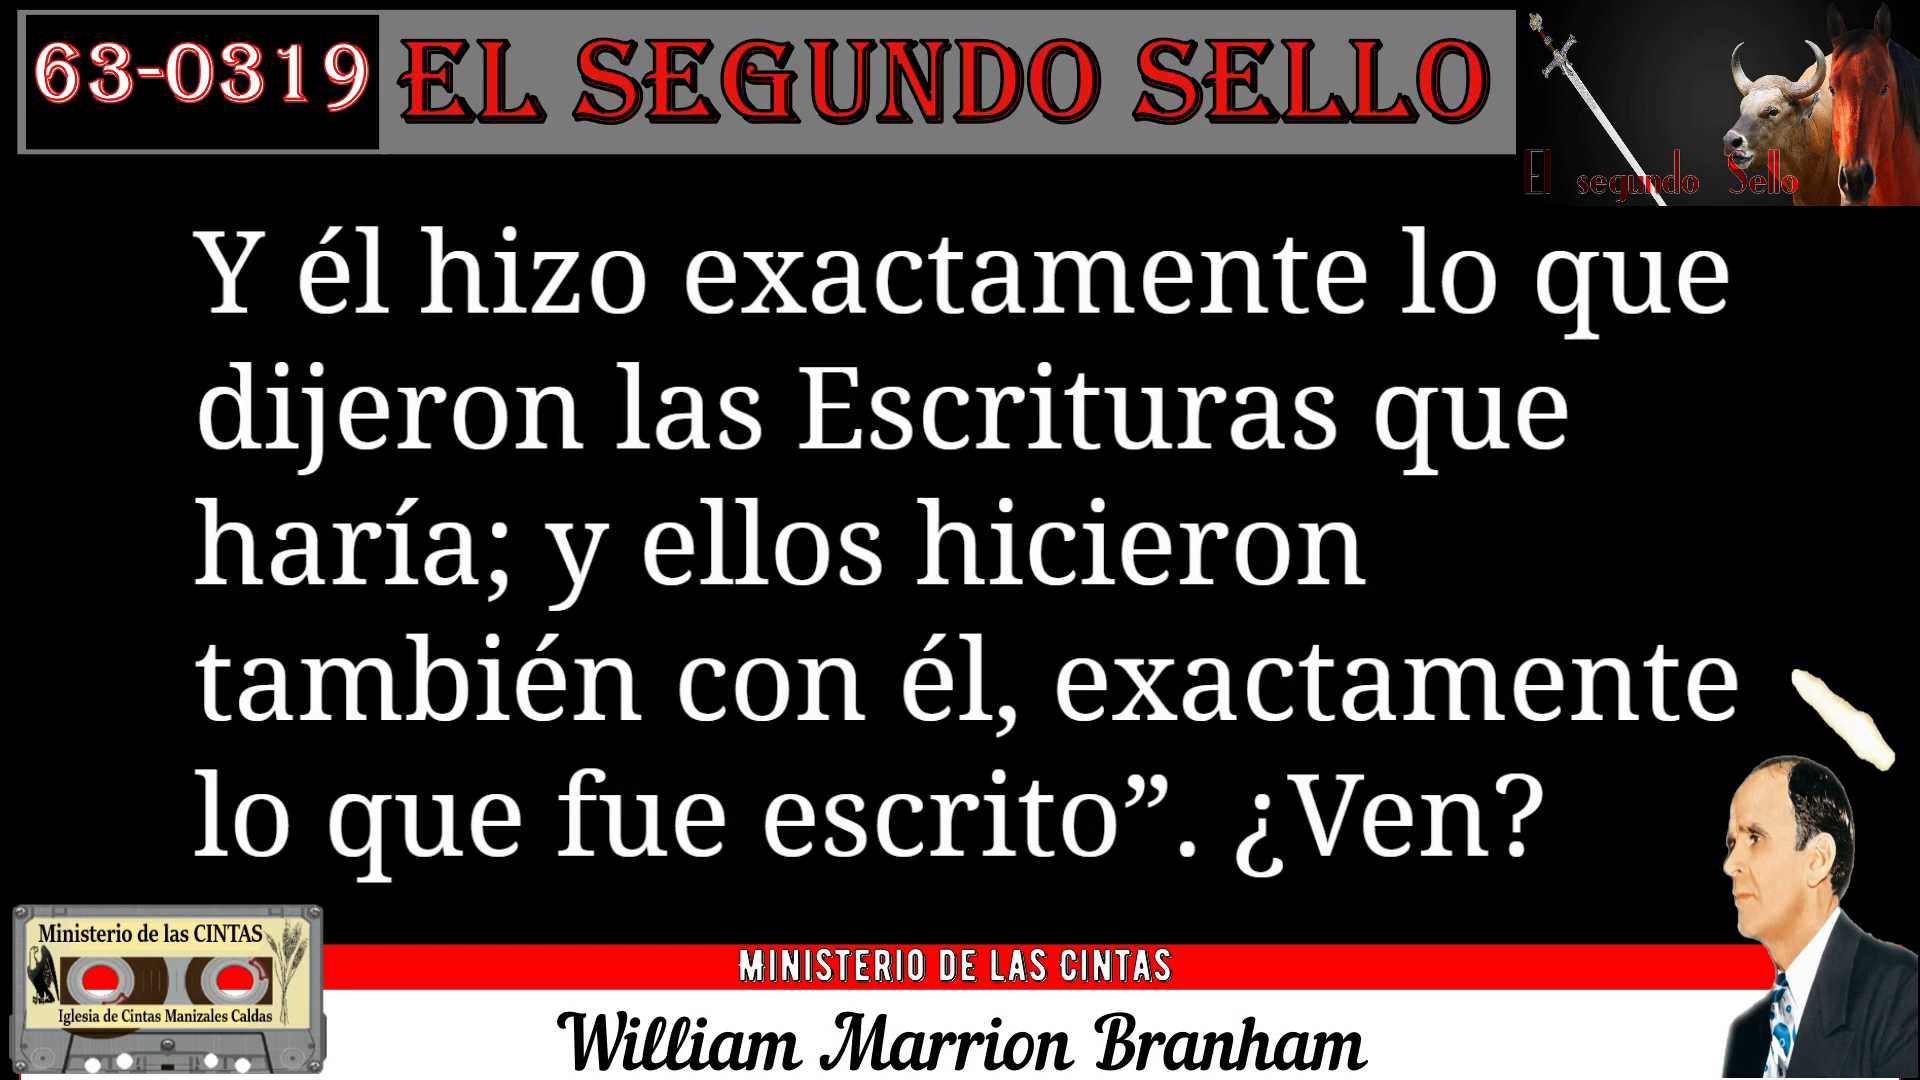 63-0319
EL SEGUNDO SELLO
El segundo Sello
Y él hizo exactamente lo que
dijeron las Escrituras que
haría; y ellos hicieron
también con él, exactamente
lo que fue escrito”. ¿Ven?
Ministerio de las CINTAS
Iglesia de Cintas Manizales Caldas
MINISTERIO DE LAS CINTAS
William Marrion Branham